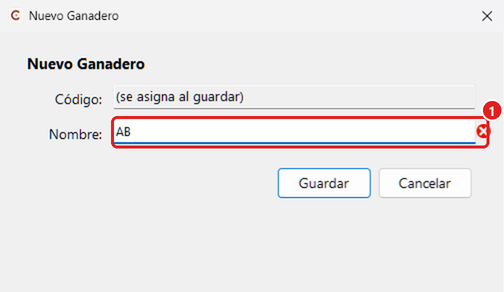 Nuevo Ganadero
Nuevo Ganadero
Código: (se asigna al guardar)
1
Nombre: AB
Guardar Cancelar